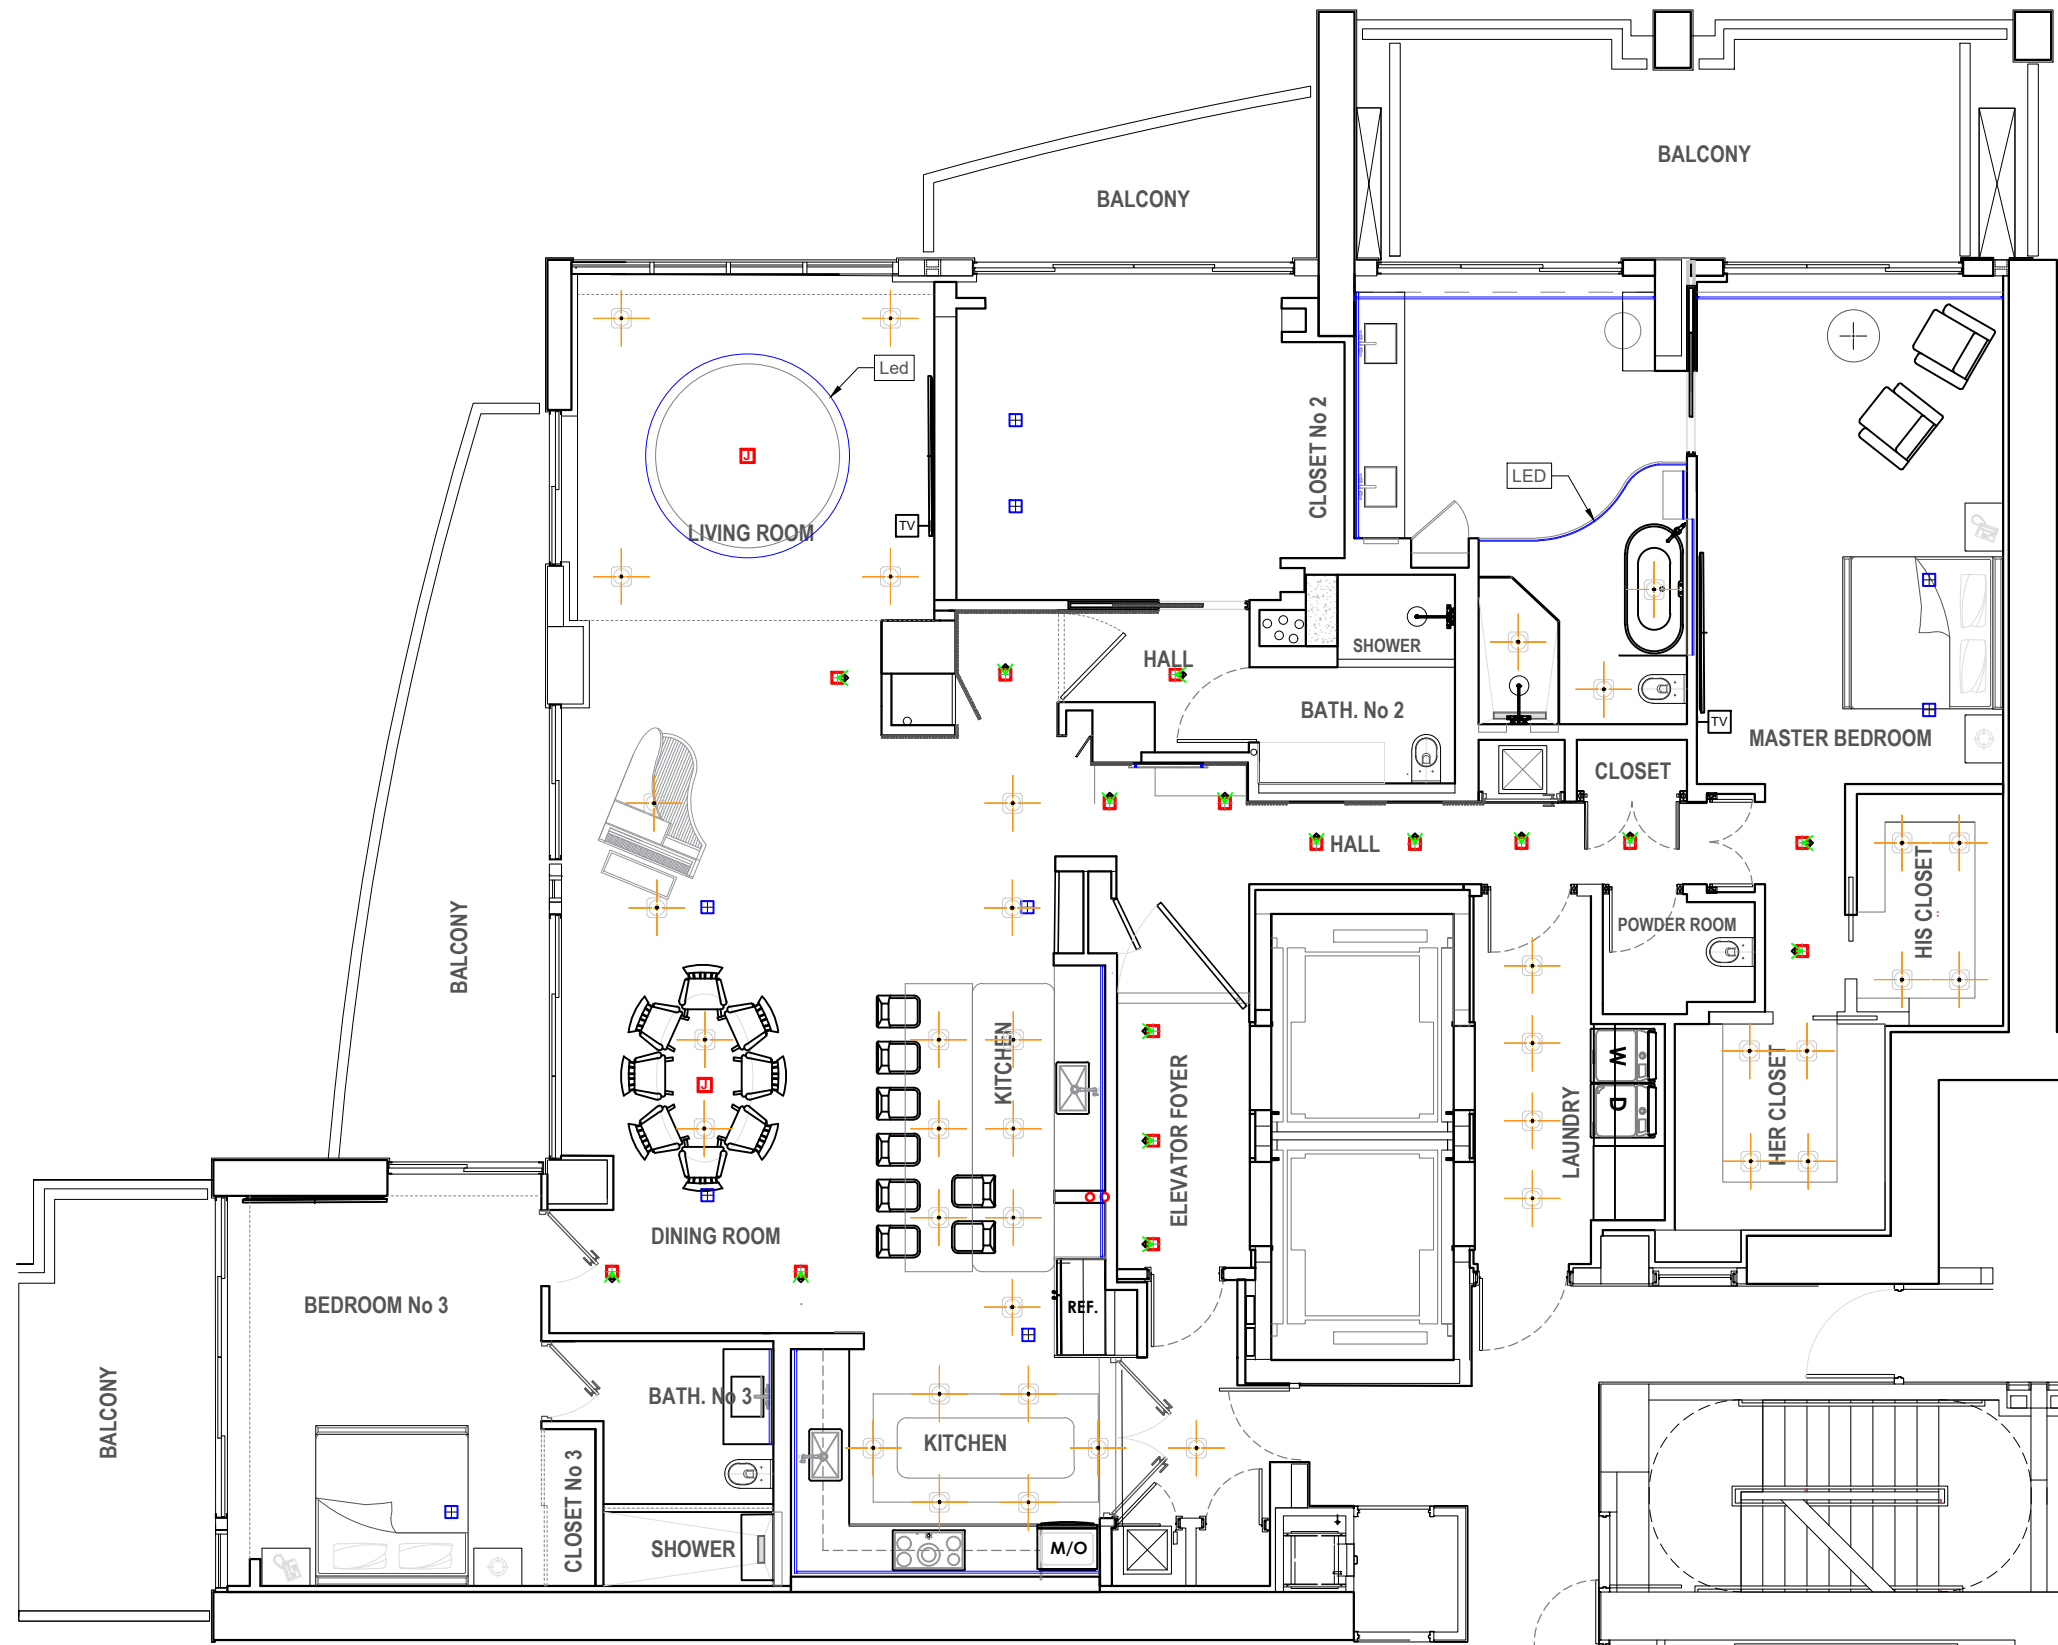 BALCONY
BALCONY
Led
J
CLOSET No 2
LED
TV
LIVING ROOM
SHOWER
HALL
BATH. No 2
TV
MASTER BEDROOM
CLOSET
HALL
HIS CLOSET
POWDER ROOM
BALCONY
KITCHEN
W
D
J
ELEVATOR FOYER
LAUNDRY
HER CLOSET
DINING ROOM
BEDROOM No 3
REF.
BATH. No 3
BALCONY
KITCHEN
CLOSET No 3
SHOWER
M/O